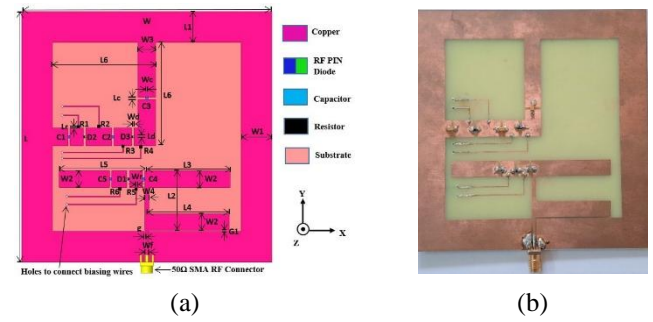 W
L1
W3
L6
Wc
Lc
C3
L6
L
Wd
Lr
R1
R2
Ld
C1
D2
C2
D3
W1
R3
R4
L5
L3
W2
C5
D1
C4
W2
R6
R5
W4
L2
L4
W2
E
G1
Wf
Holes to connect biasing wires
50Ω SMA RF Connector
Copper
RF PIN
Diode
Capacitor
Resistor
Substrate
Y
X
Z
(a)
(b)